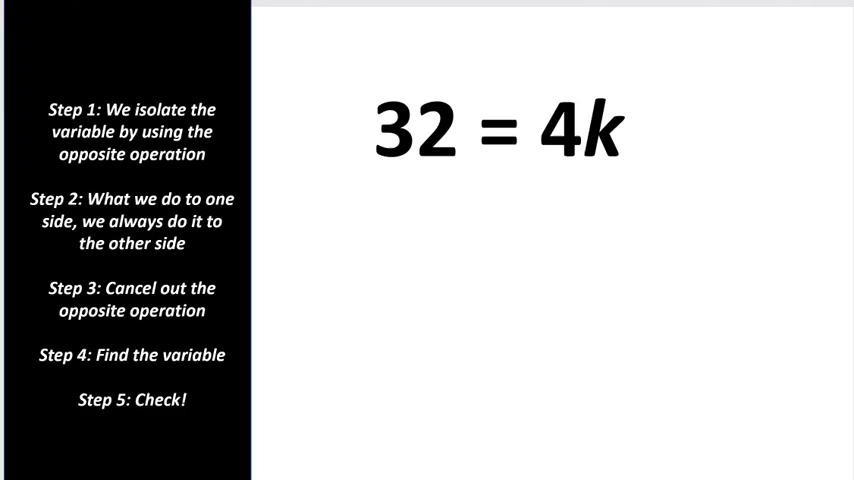 Step 1: We isolate the
variable by using the
opposite operation
Step 2: What we do to one
side, we always do it to
the other side
Step 3: Cancel out the
opposite operation
Step 4: Find the variable
Step 5: Check!
32 = 4k